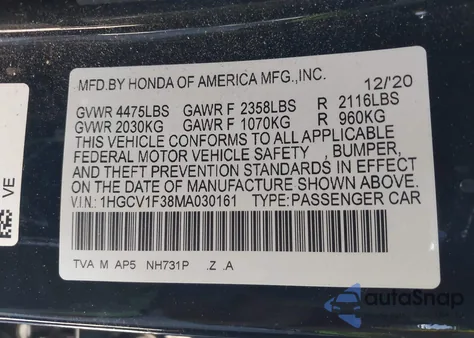 MFD.BY HONDA OF AMERICA MFG.,INC.
12/'20
GVWR 4475LBS GAWR F 2358LBS R 2116LBS
GVWR 2030KG GAWR F 1070KG R 960KG
THIS VEHICLE CONFORMS TO ALL APPLICABLE
FEDERAL MOTOR VEHICLE SAFETY , BUMPER,
AND THEFT PREVENTION STANDARDS IN EFFECT
ON THE DATE OF MANUFACTURE SHOWN ABOVE.
V.I.N: 1HGCV1F38MA030161 TYPE:PASSENGER CAR
TVA M AP5 NH731P .Z .A
VE
autoSnap